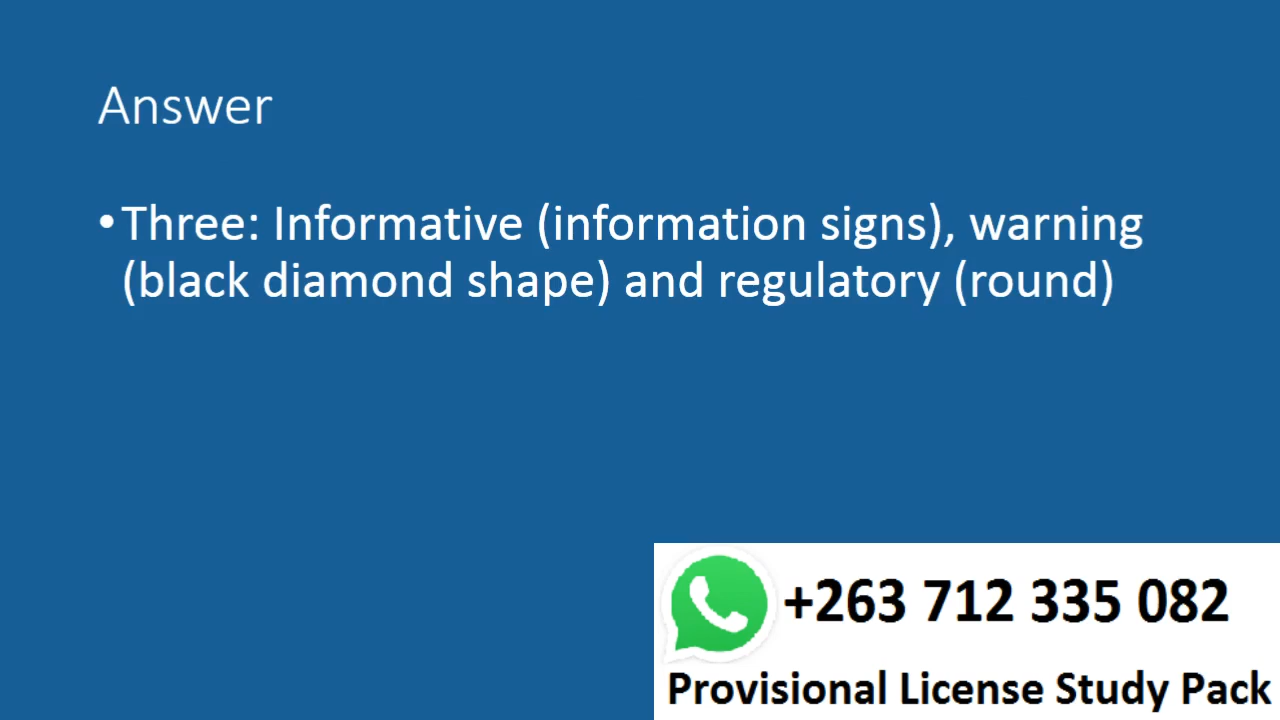 Answer
•Three: Informative (information signs), warning
(black diamond shape) and regulatory (round)
+263 712 335 082
Provisional License Study Pack